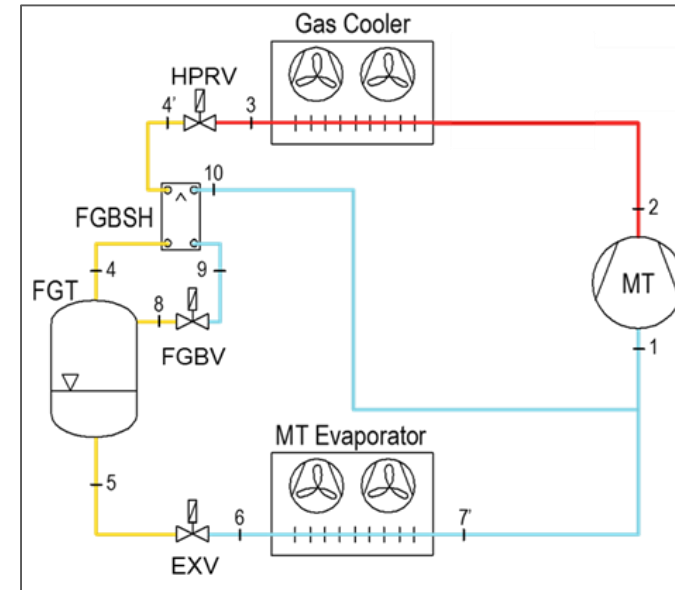 Gas Cooler
HPRV
4' 3
10
2
FGBSH
4 9
MT
FGT
8
FGBV
1
MT Evaporator
5
6 7'
EXV